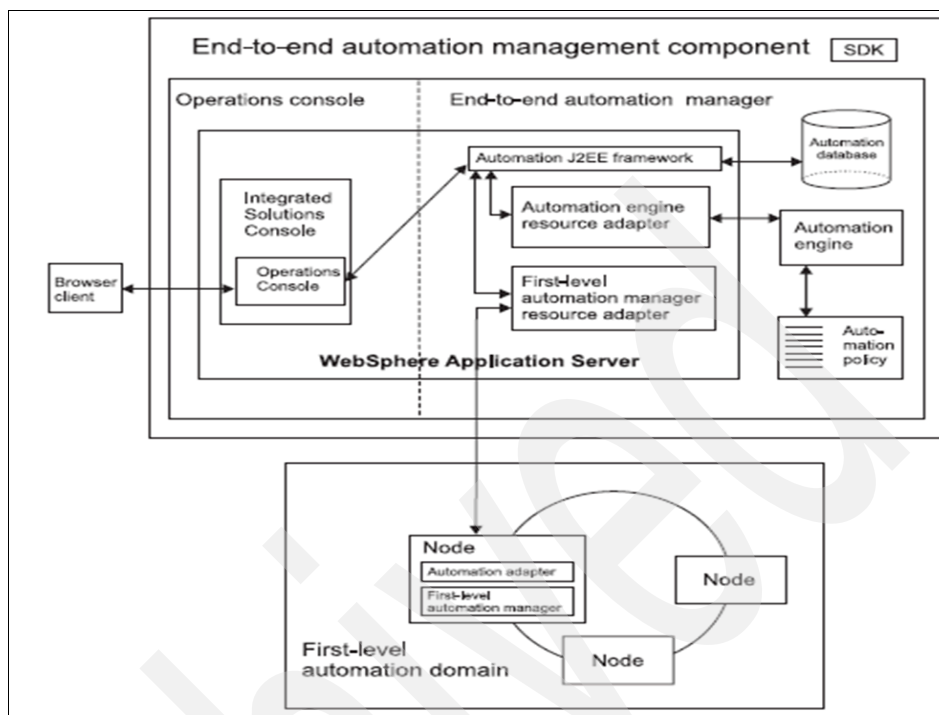 End-to-end automation management component
SDK
Operations console
End-to-end automation manager
Automation J2EE framework
Automation
database
Integrated
Solutions
Console
Operations
Console
Automation engine
resource adapter
Automation
engine
Browser
client
First-level
automation manager
resource adapter
Auto-
mation
policy
WebSphere Application Server
Node
Automation adapter
First-level
automation manager
Node
Node
First-level
automation domain